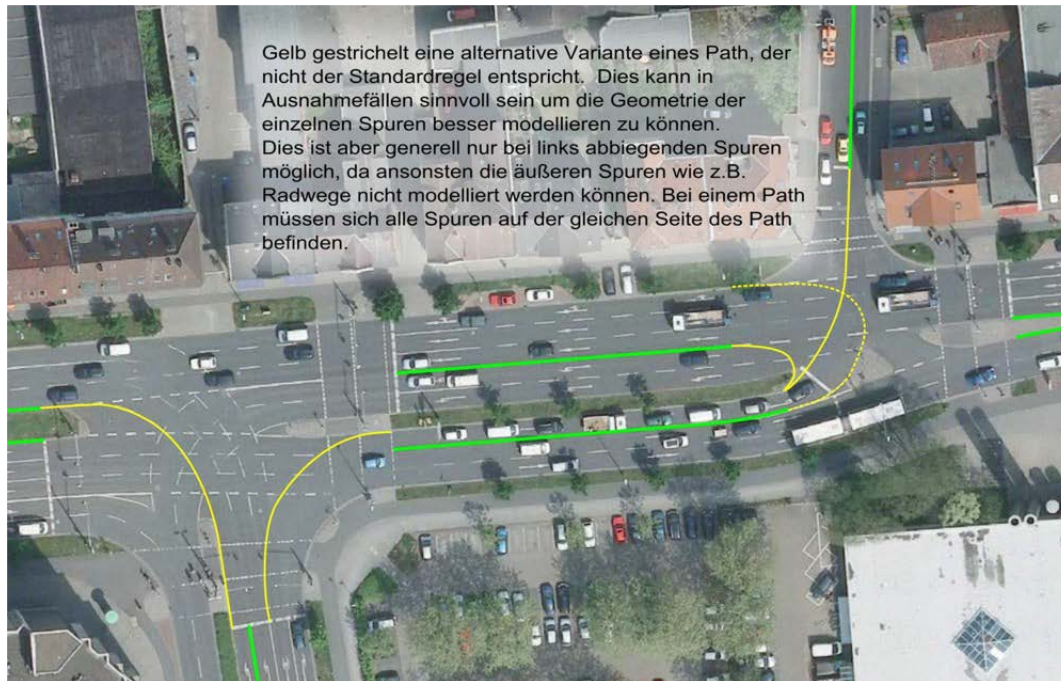 Gelb gestrichelt eine alternative Variante eines Path, der
nicht der Standardregel entspricht.  Dies kann in
Ausnahmefällen sinnvoll sein um die Geometrie der
einzelnen Spuren besser modellieren zu können.
Dies ist aber generell nur bei links abbiegenden Spuren
möglich, da ansonsten die äußeren Spuren wie z.B.
Radwege nicht modelliert werden können. Bei einem Path
müssen sich alle Spuren auf der gleichen Seite des Path
befinden.